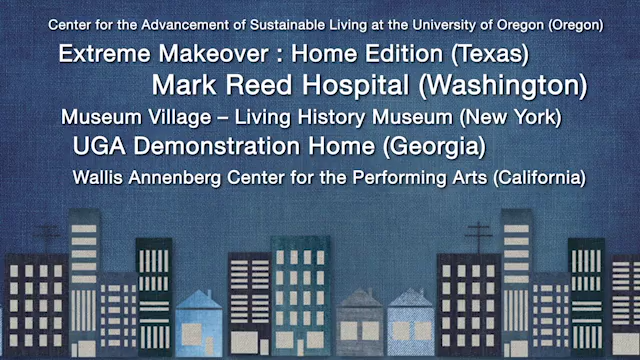 Center for the Advancement of Sustainable Living at the University of Oregon (Oregon)
Extreme Makeover : Home Edition (Texas)
Mark Reed Hospital (Washington)
Museum Village – Living History Museum (New York)
UGA Demonstration Home (Georgia)
Wallis Annenberg Center for the Performing Arts (California)